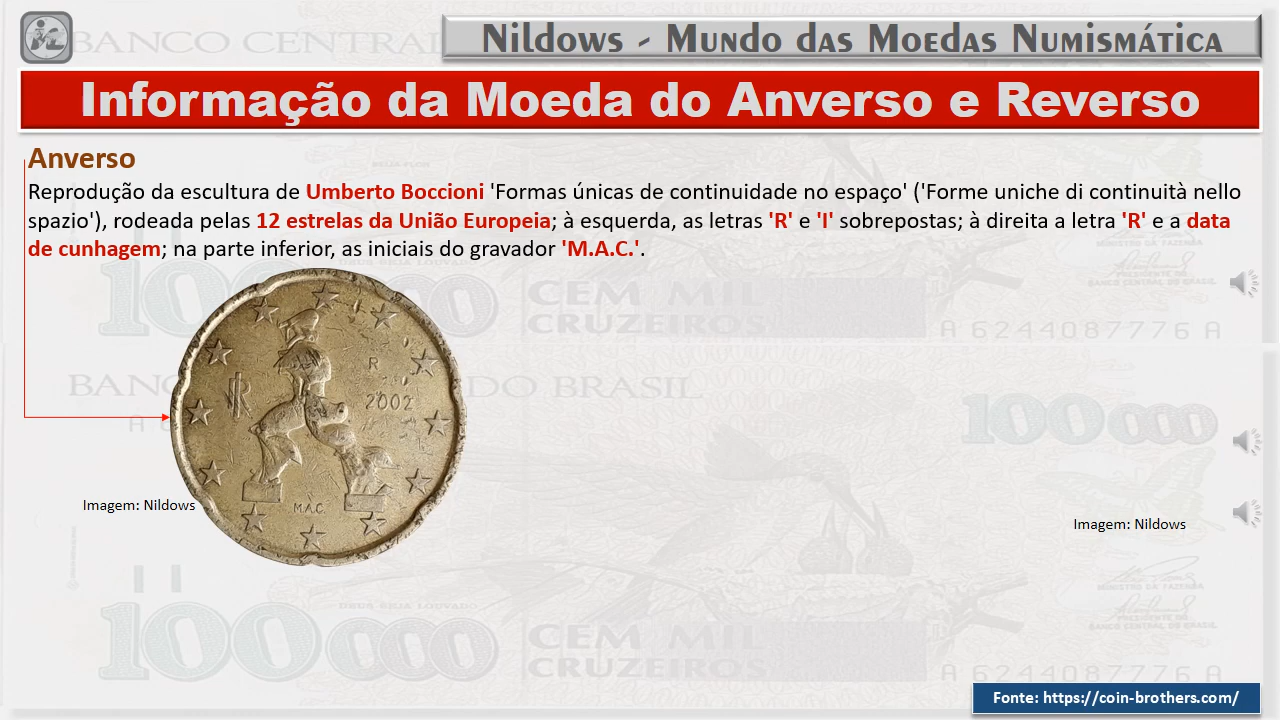 BANCO CENTRAL
Nildows - Mundo das Moedas Numismática
Informação da Moeda do Anverso e Reverso
Anverso
Reprodução da escultura de Umberto Boccioni 'Formas únicas de continuidade no espaço' ('Forme uniche di continuità nello
spazio'), rodeada pelas 12 estrelas da União Europeia; à esquerda, as letras 'R' e 'I' sobrepostas; à direita a letra 'R' e a data
de cunhagem; na parte inferior, as iniciais do gravador 'M.A.C.'.
CEM MIL
CRUZEIROS
A 6244087776 A
R
2002
M.A.C.
DO BRASIL
100000
Imagem: Nildows
Imagem: Nildows
100000
CEM MIL
CRUZEIROS
A 6244087776 A
Fonte: https://coin-brothers.com/